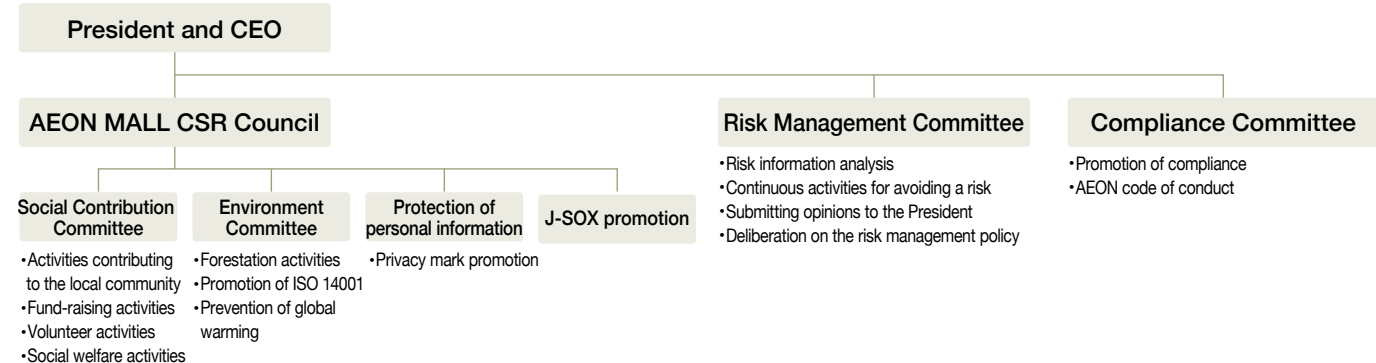 President and CEO
AEON MALL CSR Council
Risk Management Committee
Compliance Committee
•Risk information analysis
•Continuous activities for avoiding a risk
•Submitting opinions to the President
•Deliberation on the risk management policy
•Promotion of compliance
•AEON code of conduct
Social Contribution
Committee
Environment
Committee
Protection of
personal information
J-SOX promotion
•Activities contributing
to the local community
•Fund-raising activities
•Volunteer activities
•Social welfare activities
•Forestation activities
•Promotion of ISO 14001
•Prevention of global
warming
•Privacy mark promotion